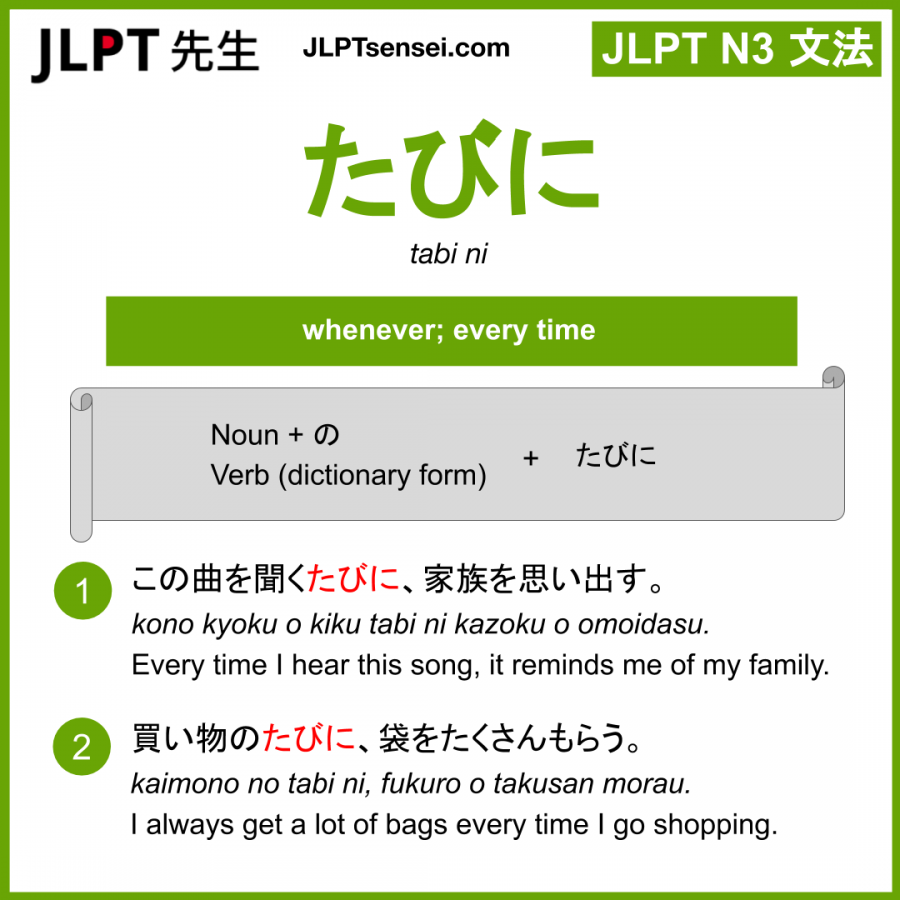 JLPT 先生
JLPTsensei.com
JLPT N3 文法
たびに
tabi ni
whenever; every time
Noun + の
Verb (dictionary form)
+ たびに
1
この曲を聞くたびに、家族を思い出す。
kono kyoku o kiku tabi ni kazoku o omoidasu.
Every time I hear this song, it reminds me of my family.
2
買い物のたびに、袋をたくさんもらう。
kaimono no tabi ni, fukuro o takusan morau.
I always get a lot of bags every time I go shopping.